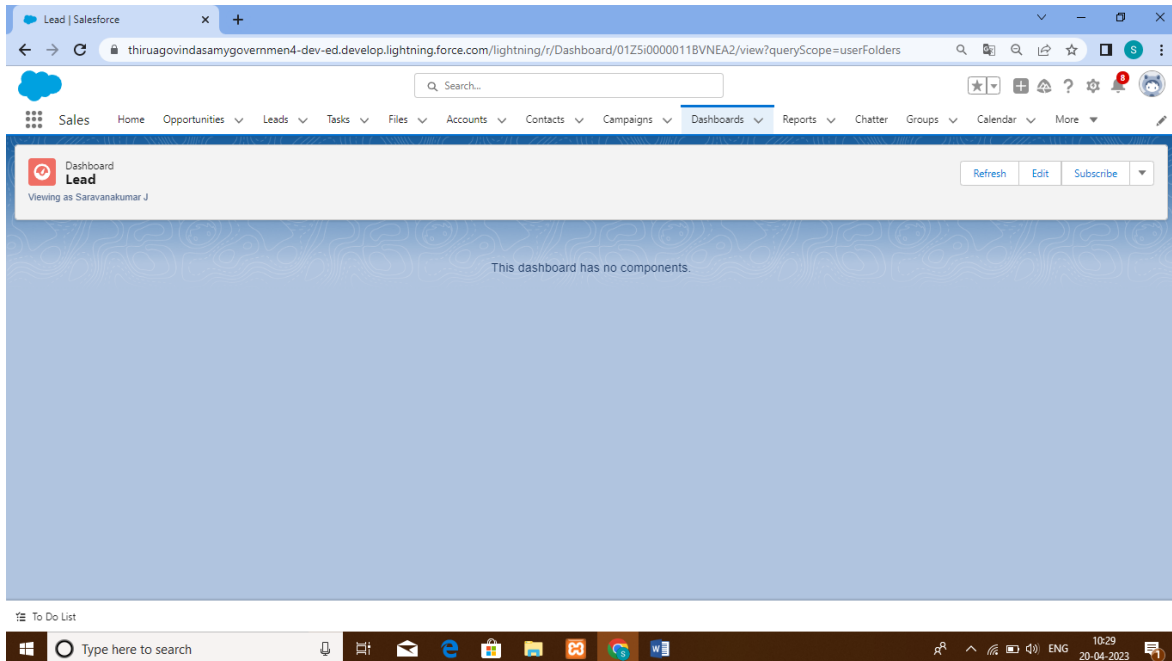 Lead | Salesforce
thiruagovindasamygovernmen4-dev-ed.develop.lightning.force.com/lightning/r/Dashboard/01Z5i0000011BVNEA2/view?queryScope=userFolders
S
Search...
8
Sales Home Opportunities Leads Tasks Files Accounts Contacts Campaigns Dashboards Reports Chatter Groups Calendar More
Dashboard
Lead
Viewing as Saravanakumar J
Refresh Edit Subscribe
This dashboard has no components.
To Do List
Type here to search
ENG
10:29
20-04-2023
1